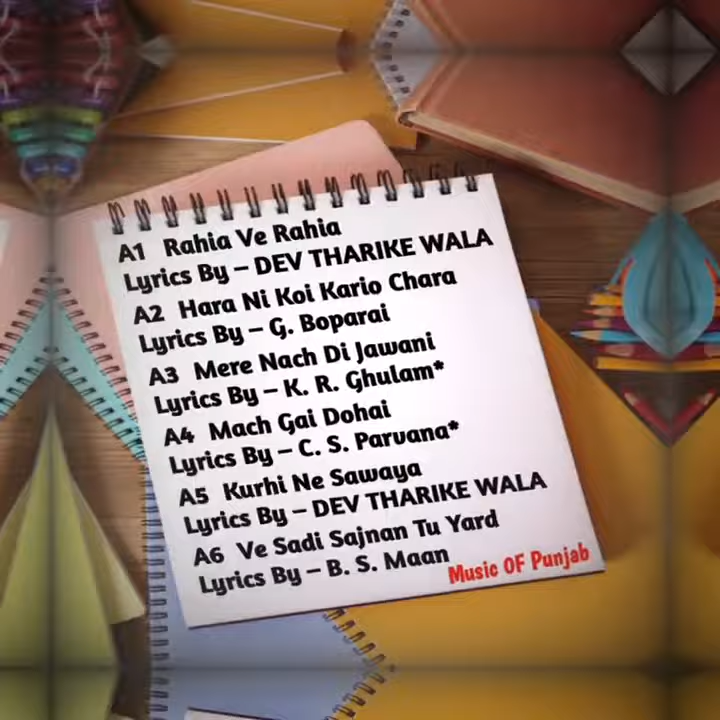 A1 Rahia Ve Rahia
Lyrics By – DEV THARIKE WALA
A2 Hara Ni Koi Kario Chara
Lyrics By – G. Boparai
A3 Mere Nach Di Jawani
Lyrics By – K. R. Ghulam*
A4 Mach Gai Dohai
Lyrics By – C. S. Parvana*
A5 Kurhi Ne Sawaya
Lyrics By – DEV THARIKE WALA
A6 Ve Sadi Sajnan Tu Yard
Lyrics By – B. S. Maan
Music OF Punjab